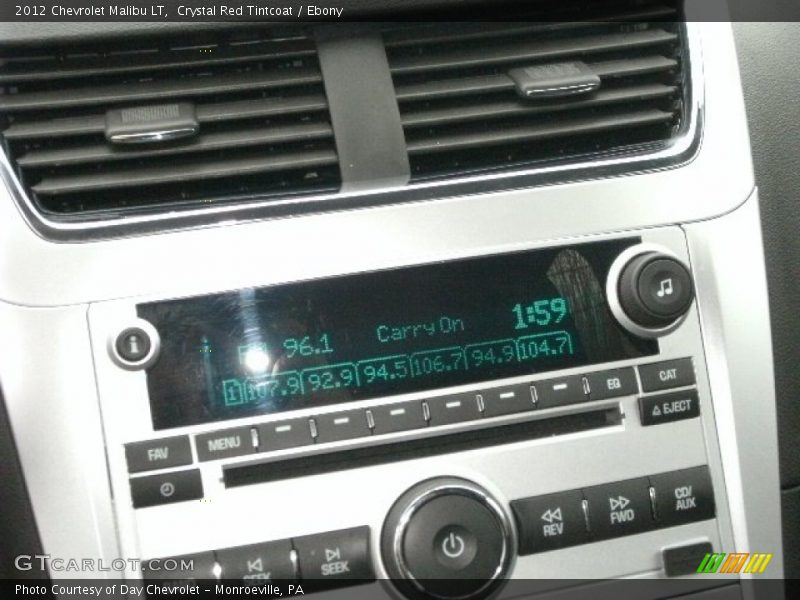 2012 Chevrolet Malibu LT,  Crystal Red Tintcoat / Ebony
96.1 Carry On 1:59
1 107.9 92.9 94.5 106.7 94.9 104.7
i
FAV MENU EQ CAT
EJECT
SEEK SEEK REV FWD CD/
AUX
GTCARLOT.COM
Photo Courtesy of Day Chevrolet - Monroeville, PA